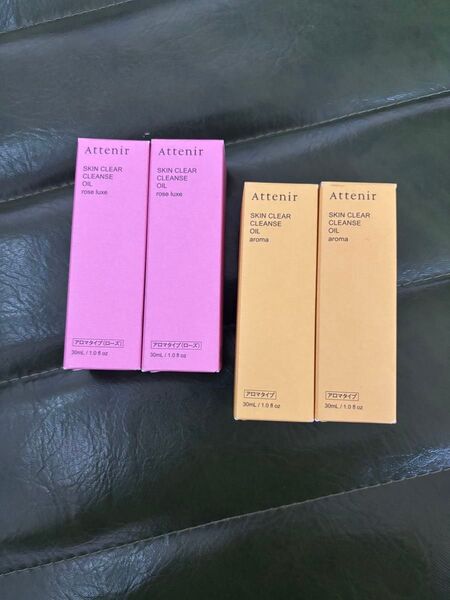 Attenir
SKIN CLEAR
CLEANSE
OIL
rose luxe
アロマタイプ(ローズ)
30mL / 1.0 fl oz
Attenir
SKIN CLEAR
CLEANSE
OIL
rose luxe
アロマタイプ(ローズ)
30mL / 1.0 fl oz
Attenir
SKIN CLEAR
CLEANSE
OIL
aroma
アロマタイプ
30mL / 1.0 fl oz
Attenir
SKIN CLEAR
CLEANSE
OIL
aroma
アロマタイプ
30mL / 1.0 fl oz